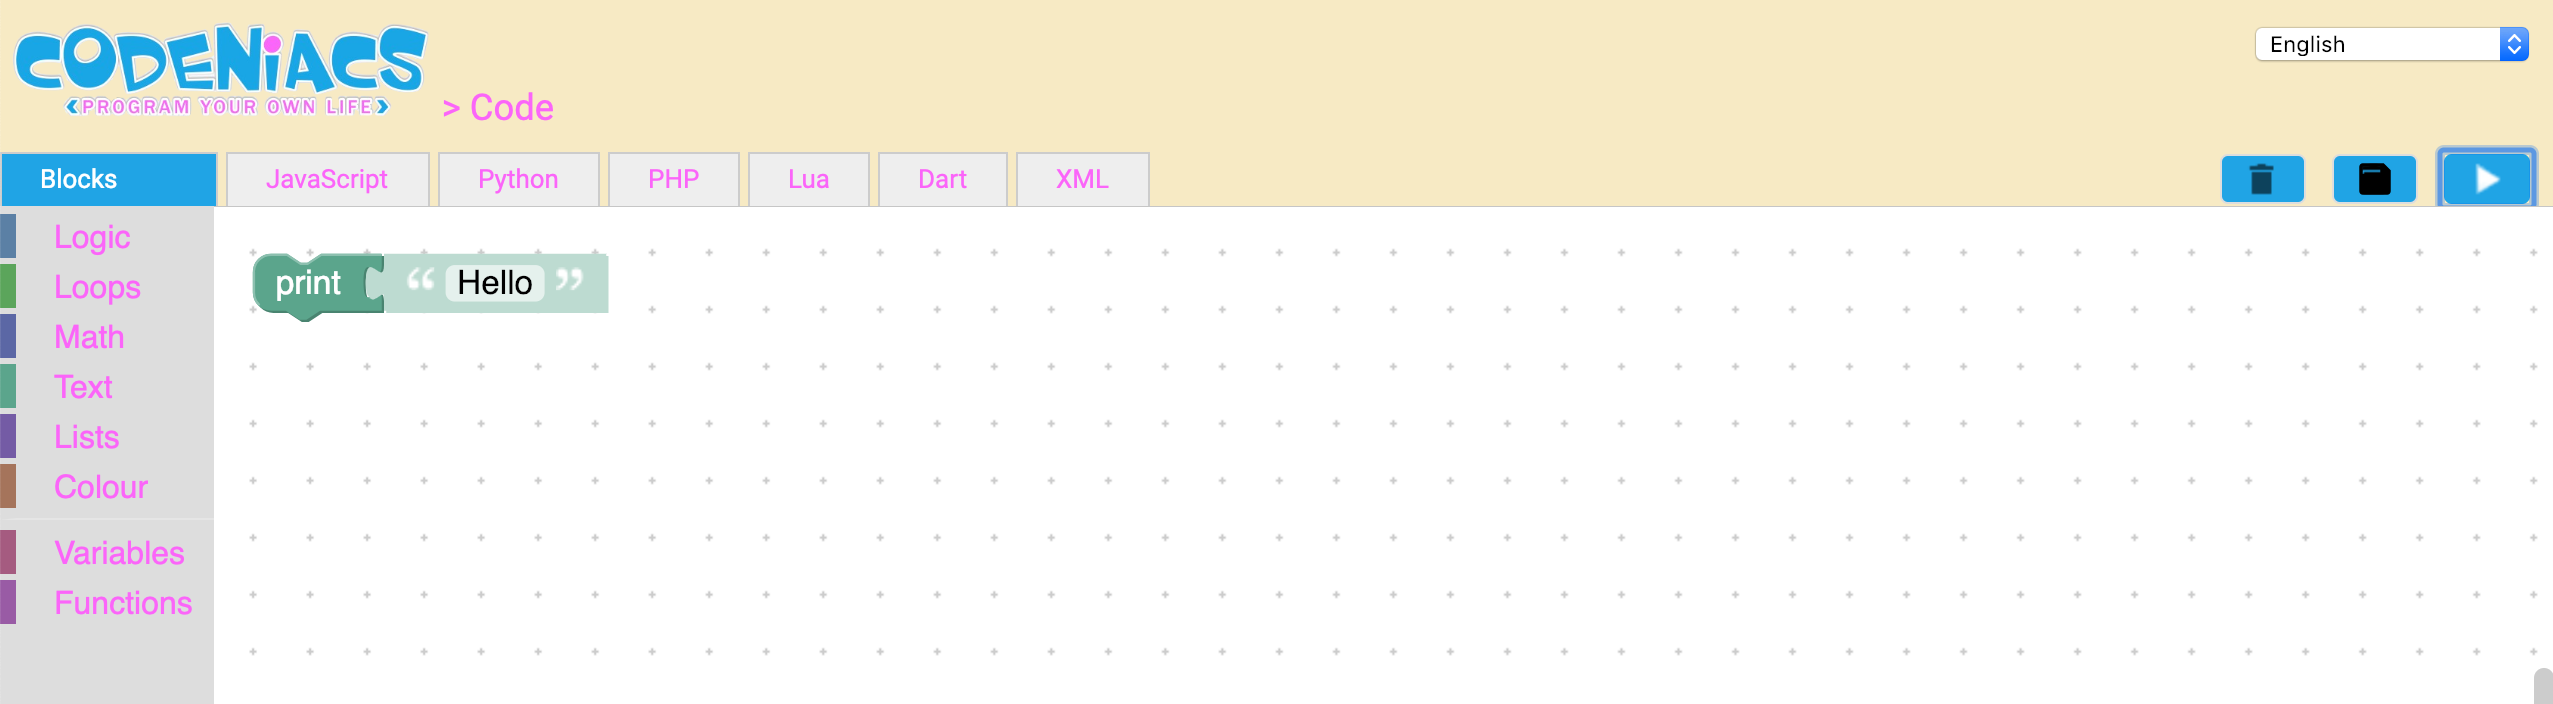 CODENiACS
<PROGRAM YOUR OWN LIFE>
> Code
English
Blocks
JavaScript
Python
PHP
Lua
Dart
XML
Logic
Loops
Math
Text
Lists
Colour
Variables
Functions
print “ Hello ”